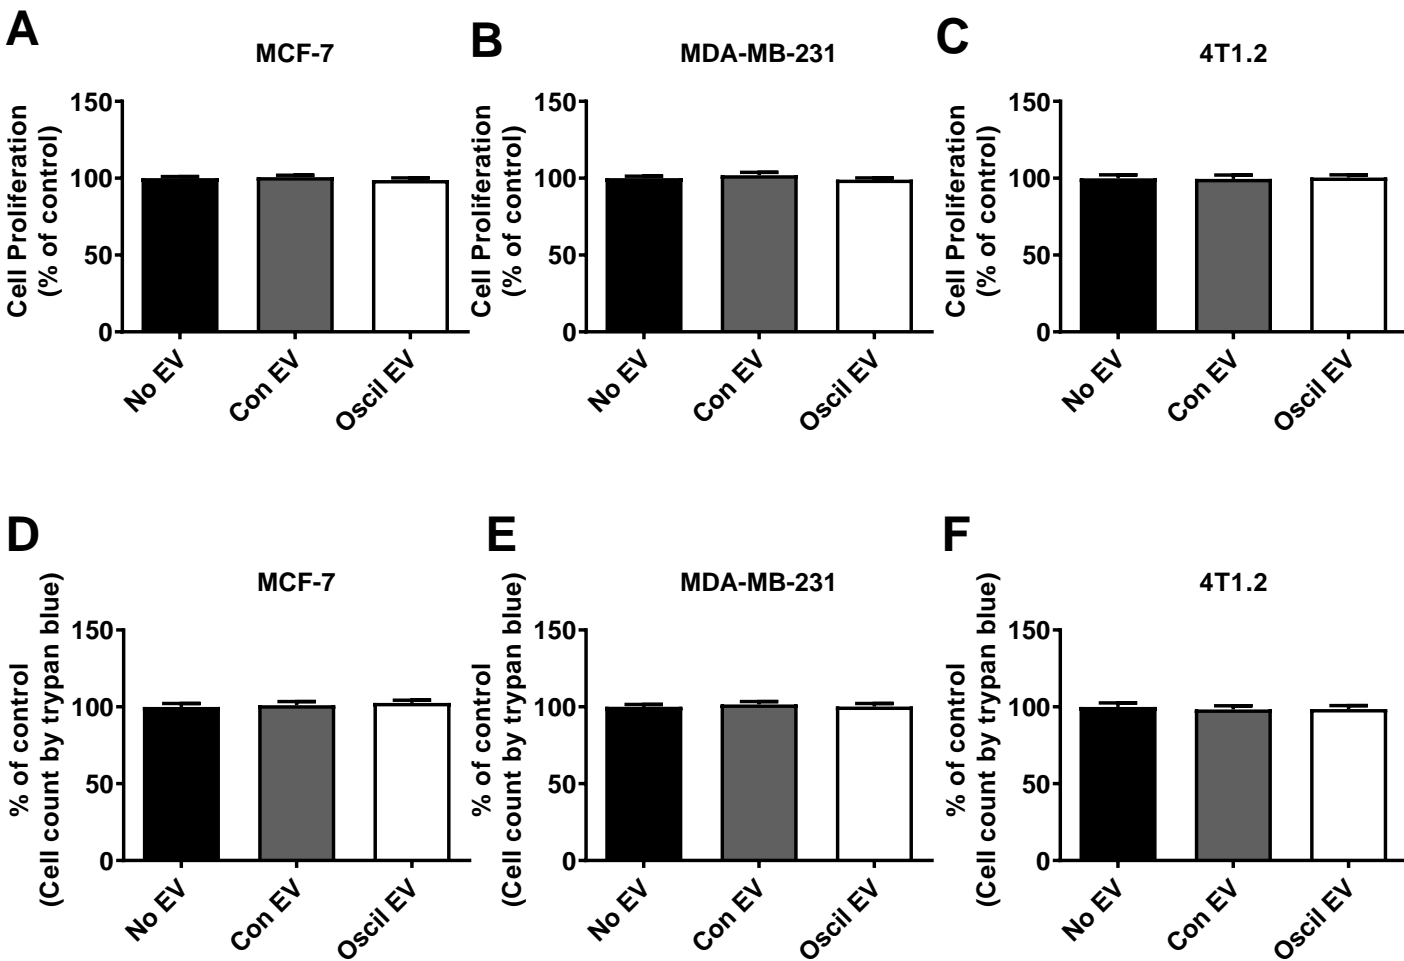 A
MCF-7
Cell Proliferation
(% of control)
150
100
50
0
No EV
Con EV
Oscil EV
B
MDA-MB-231
Cell Proliferation
(% of control)
150
100
50
0
No EV
Con EV
Oscil EV
C
4T1.2
Cell Proliferation
(% of control)
150
100
50
0
No EV
Con EV
Oscil EV
D
MCF-7
% of control
(Cell count by trypan blue)
150
100
50
0
No EV
Con EV
Oscil EV
E
MDA-MB-231
% of control
(Cell count by trypan blue)
150
100
50
0
No EV
Con EV
Oscil EV
F
4T1.2
% of control
(Cell count by trypan blue)
150
100
50
0
No EV
Con EV
Oscil EV